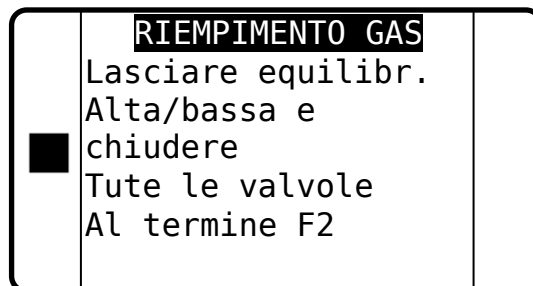 RIEMPIMENTO GAS
Lasciare equilibr.
Alta/bassa e
chiudere
Tute le valvole
Al termine F2